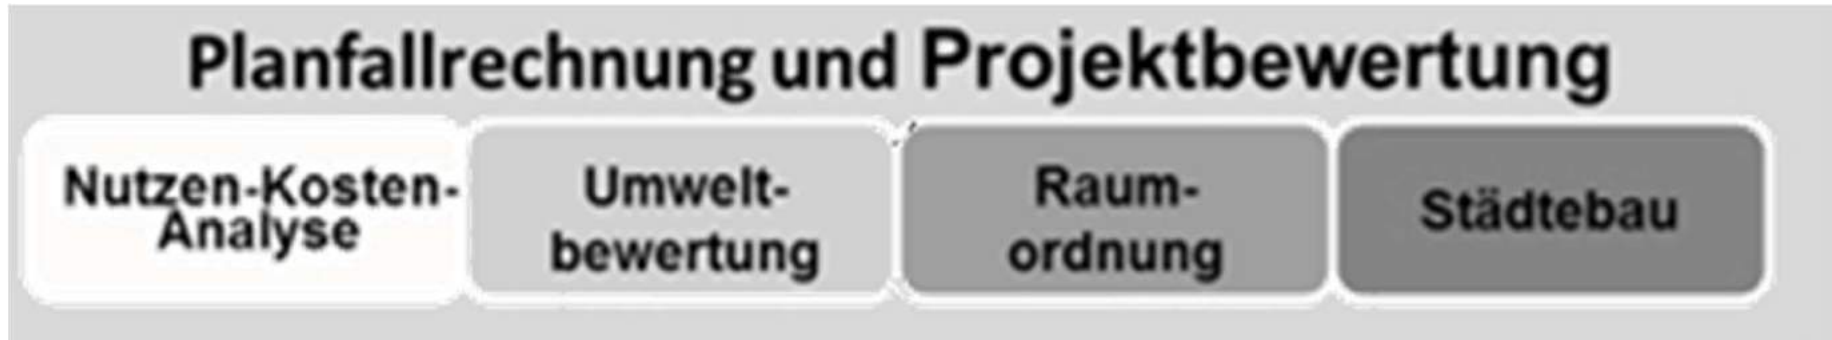 Planfallrechnung und Projektbewertung
Nutzen-Kosten-
Analyse
Umwelt-
bewertung
Raum-
ordnung
Städtebau